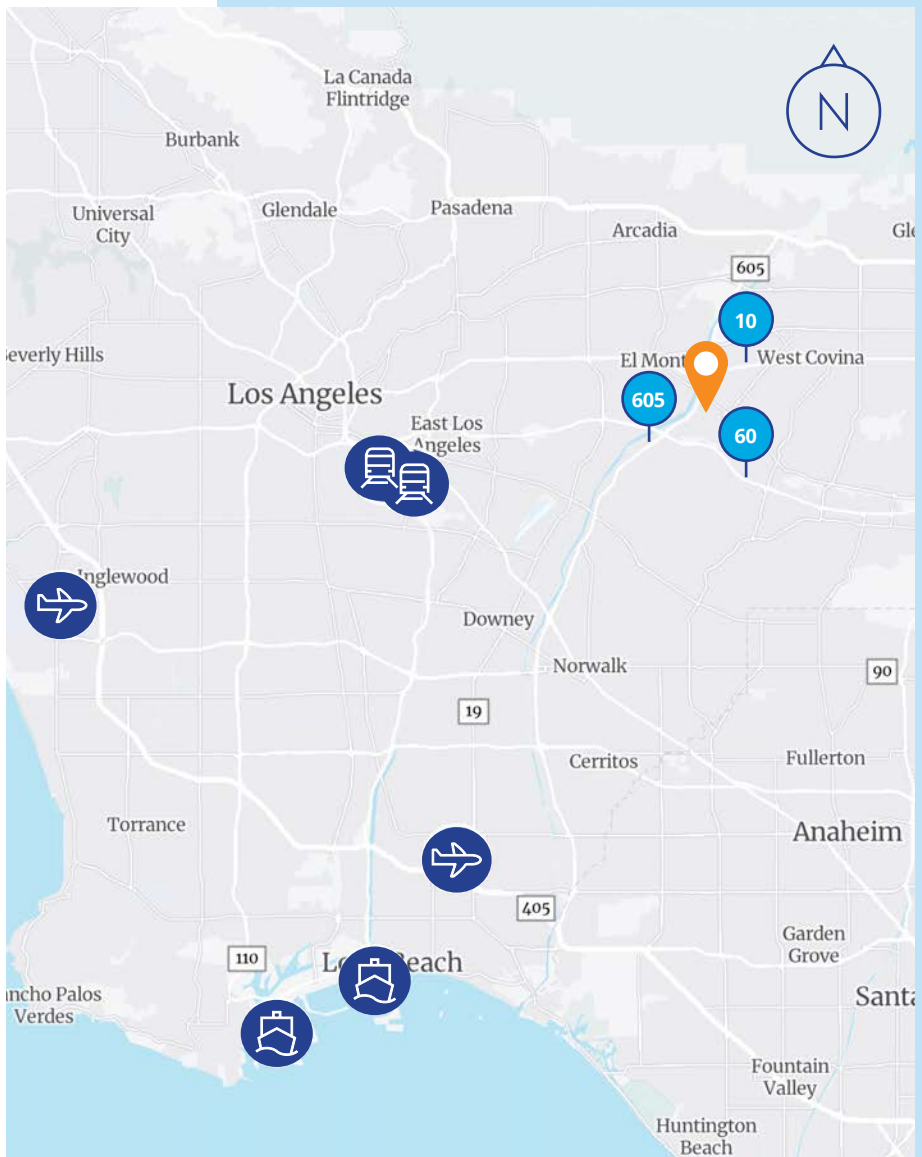 La Canada
Flintridge
N
Burbank
Universal
City
Glendale
Pasadena
Arcadia
605
10
El Mont
West Covina
Los Angeles
605
East Los
Angeles
60
Inglewood
Downey
Norwalk
90
19
Cerritos
Fullerton
Torrance
Anaheim
405
Garden
Grove
110
Verdes
Fountain
Valley
Huntington
Beach
Beach
Palos
Hills
Santa